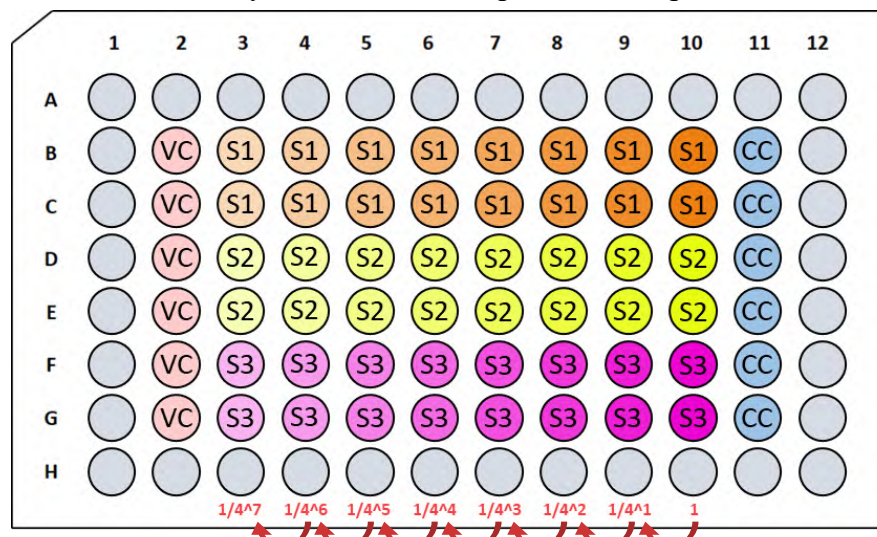 1 2 3 4 5 6 7 8 9 10 11 12
A
B VC S1 S1 S1 S1 S1 S1 S1 S1 CC
C VC S1 S1 S1 S1 S1 S1 S1 S1 CC
D VC S2 S2 S2 S2 S2 S2 S2 S2 CC
E VC S2 S2 S2 S2 S2 S2 S2 S2 CC
F VC S3 S3 S3 S3 S3 S3 S3 S3 CC
G VC S3 S3 S3 S3 S3 S3 S3 S3 CC
H
1/4^7 1/4^6 1/4^5 1/4^4 1/4^3 1/4^2 1/4^1 1